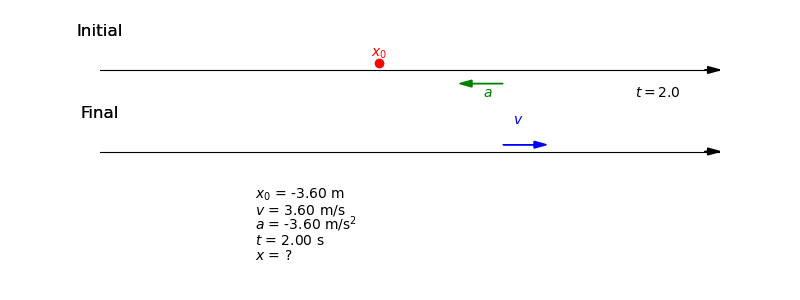 Initial
x₀
a
t = 2.0
Final
v
x₀ = -3.60 m
v = 3.60 m/s
a = -3.60 m/s²
t = 2.00 s
x = ?